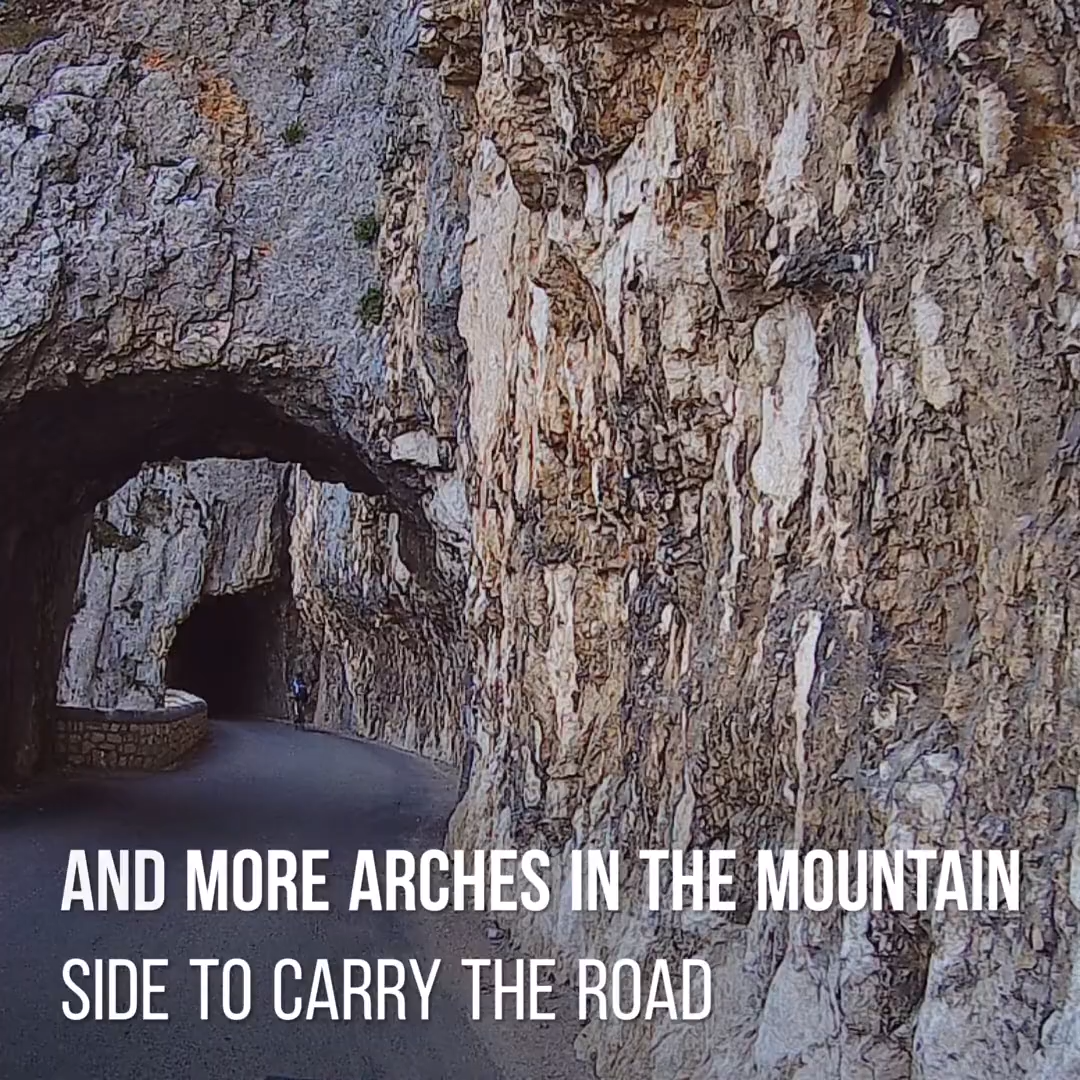 AND MORE ARCHES IN THE MOUNTAIN
SIDE TO CARRY THE ROAD